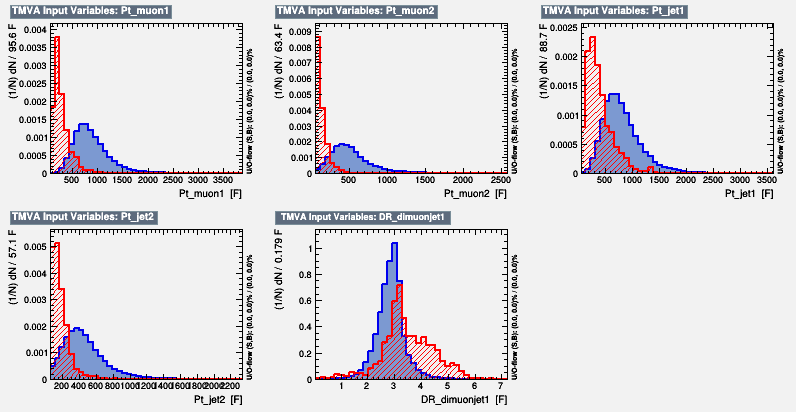 TMVA Input Variables: Pt_muon1
(1/N) dN / 95.6 F
0.004
0.0035
0.003
0.0025
0.002
0.0015
0.001
0.0005
0
500 1000 1500 2000 2500 3000 3500
Pt_muon1 [F]
U/O-flow (S,B): (0.0, 0.0)% / (0.0, 0.0)%
TMVA Input Variables: Pt_muon2
(1/N) dN / 63.4 F
0.009
0.008
0.007
0.006
0.005
0.004
0.003
0.002
0.001
0
500 1000 1500 2000 2500
Pt_muon2 [F]
U/O-flow (S,B): (0.0, 0.0)% / (0.0, 0.0)%
TMVA Input Variables: Pt_jet1
(1/N) dN / 88.7 F
0.0025
0.002
0.0015
0.001
0.0005
0
500 1000 1500 2000 2500 3000 3500
Pt_jet1 [F]
U/O-flow (S,B): (0.0, 0.0)% / (0.0, 0.0)%
TMVA Input Variables: Pt_jet2
(1/N) dN / 57.1 F
0.005
0.004
0.003
0.002
0.001
0
200 400 600 800 1000 1200 1400 1600 1800 2000 2200
Pt_jet2 [F]
U/O-flow (S,B): (0.0, 0.0)% / (0.0, 0.0)%
TMVA Input Variables: DR_dimuonjet1
(1/N) dN / 0.179 F
1
0.8
0.6
0.4
0.2
0
1 2 3 4 5 6 7
DR_dimuonjet1 [F]
U/O-flow (S,B): (0.0, 0.0)% / (0.0, 0.0)%